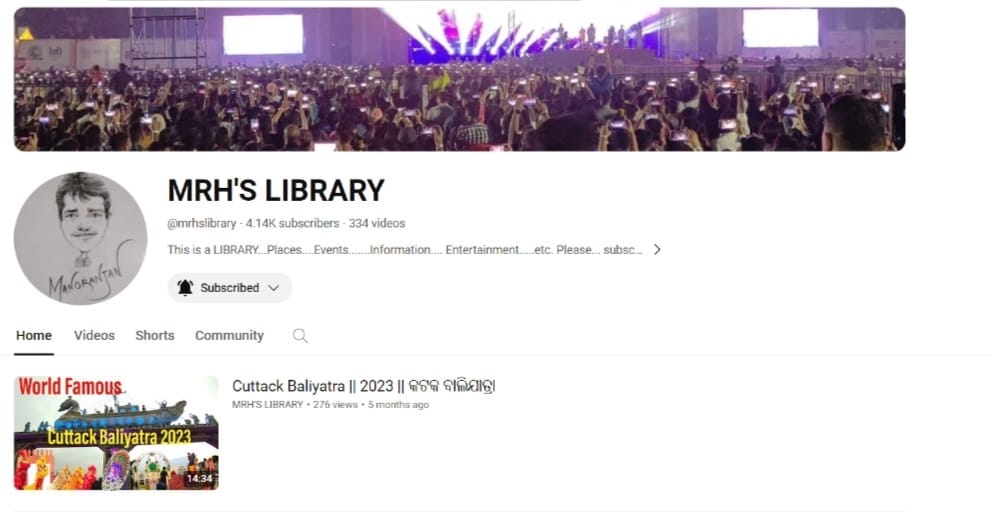 MRH'S LIBRARY
@mrhslibrary · 4.14K subscribers · 334 videos
This is a LIBRARY...Places....Events.......Information.... Entertainment.....etc. Please... subsc...
MANORANJAN
Subscribed
Home Videos Shorts Community
World Famous
Cuttack Baliyatra 2023
14:34
Cuttack Baliyatra || 2023 || କଟକ ବାଲିଯାତ୍ରା
MRH'S LIBRARY • 276 views • 5 months ago